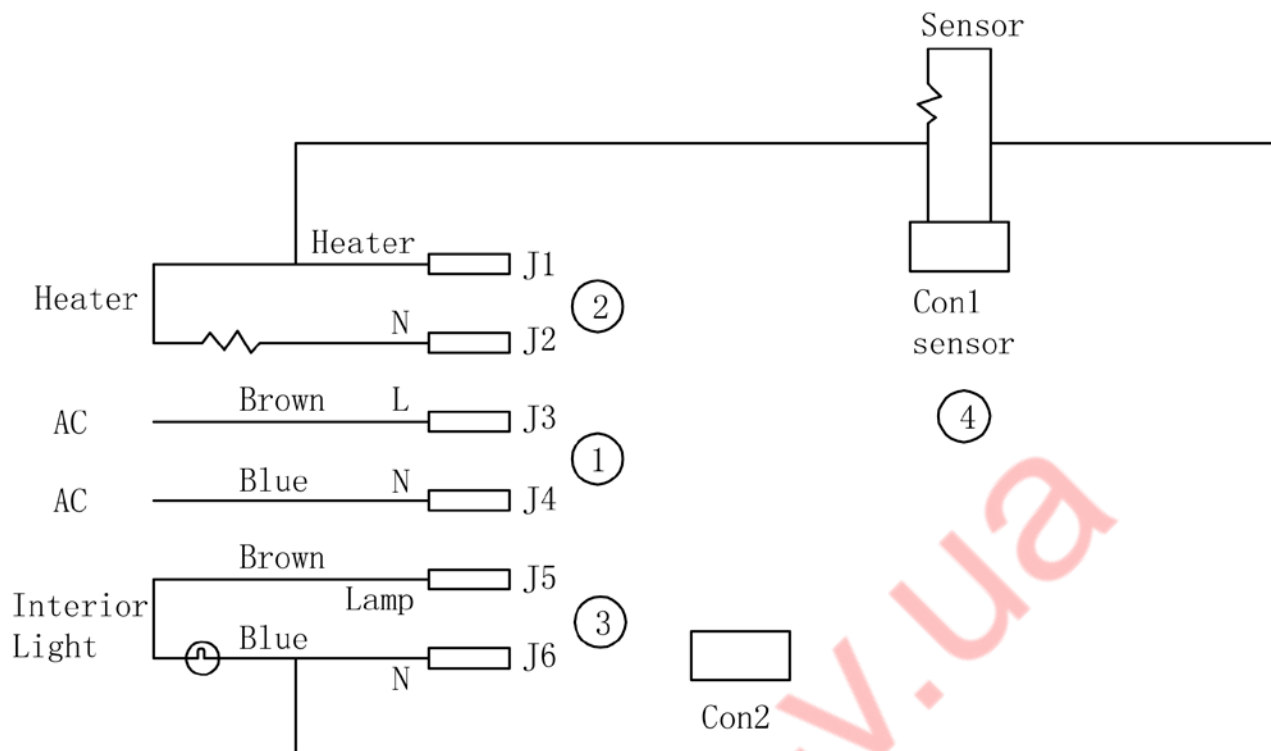 Sensor
Heater
J1
Heater
2
N
J2
Con1
sensor
Brown
L
AC
J3
4
1
Blue
N
AC
J4
Brown
J5
Lamp
Interior
Light
3
Blue
J6
N
Con2
v.ua